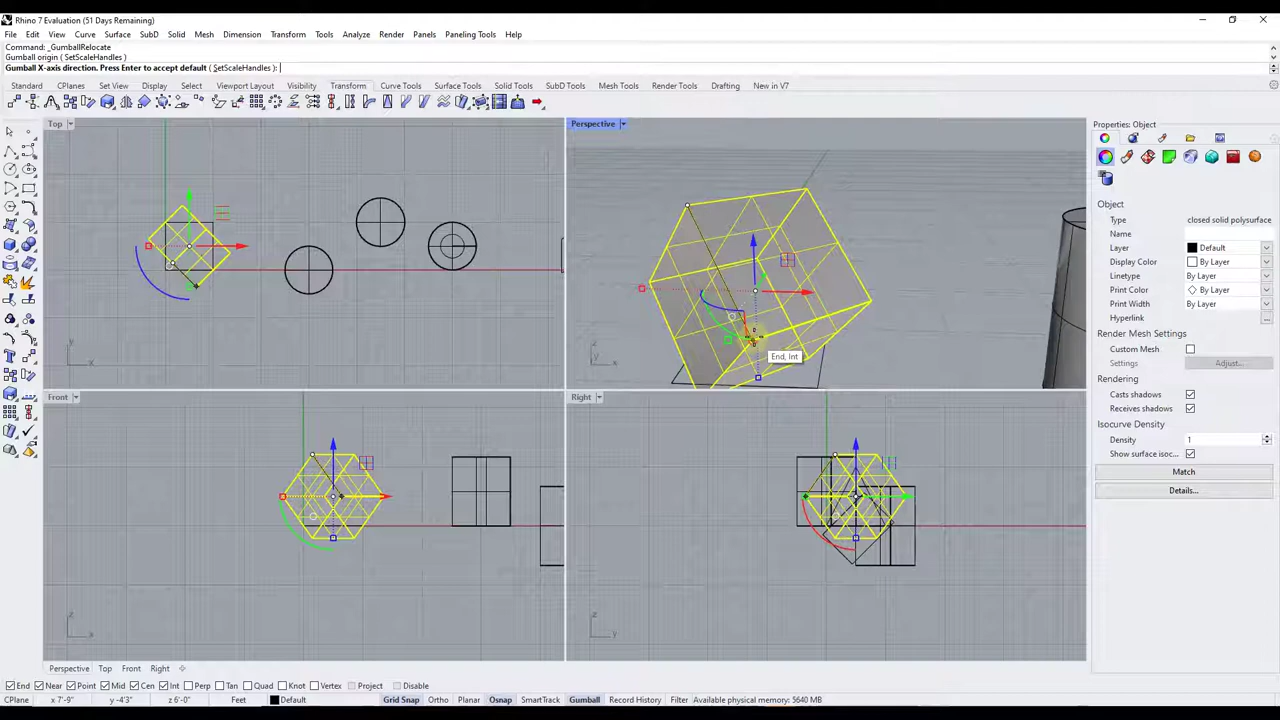 Rhino 7 Evaluation (51 Days Remaining)
File Edit View Curve Surface SubD Solid Mesh Dimension Transform Tools Analyze Render Panels Paneling Tools Help
Command: _GumballRelocate
Gumball origin ( SetScaleHandles )
Gumball X-axis direction. Press Enter to accept default ( SetScaleHandles ):
Standard CPlanes Set View Display Select Viewport Layout Visibility Transform Curve Tools Surface Tools Solid Tools SubD Tools Mesh Tools Render Tools Drafting New in V7
Top
Perspective
Properties: Object
Object
Type closed solid polysurface
Name
Layer Default
Display Color By Layer
Linetype By Layer
Print Color By Layer
Print Width By Layer
Hyperlink ...
Render Mesh Settings
Custom Mesh
Settings Adjust...
Rendering
Casts shadows
Receives shadows
Isocurve Density
Density 1
Show surface isoc...
Match
Details...
End, Int
y
x
z
y
x
Front
Right
z
x
z
y
Perspective Top Front Right
End Near Point Mid Cen Int Perp Tan Quad Knot Vertex Project Disable
CPlane x 7'-9" y -4'3" z 6'-0" Feet Default Grid Snap Ortho Planar Osnap SmartTrack Gumball Record History Filter Available physical memory: 5640 MB